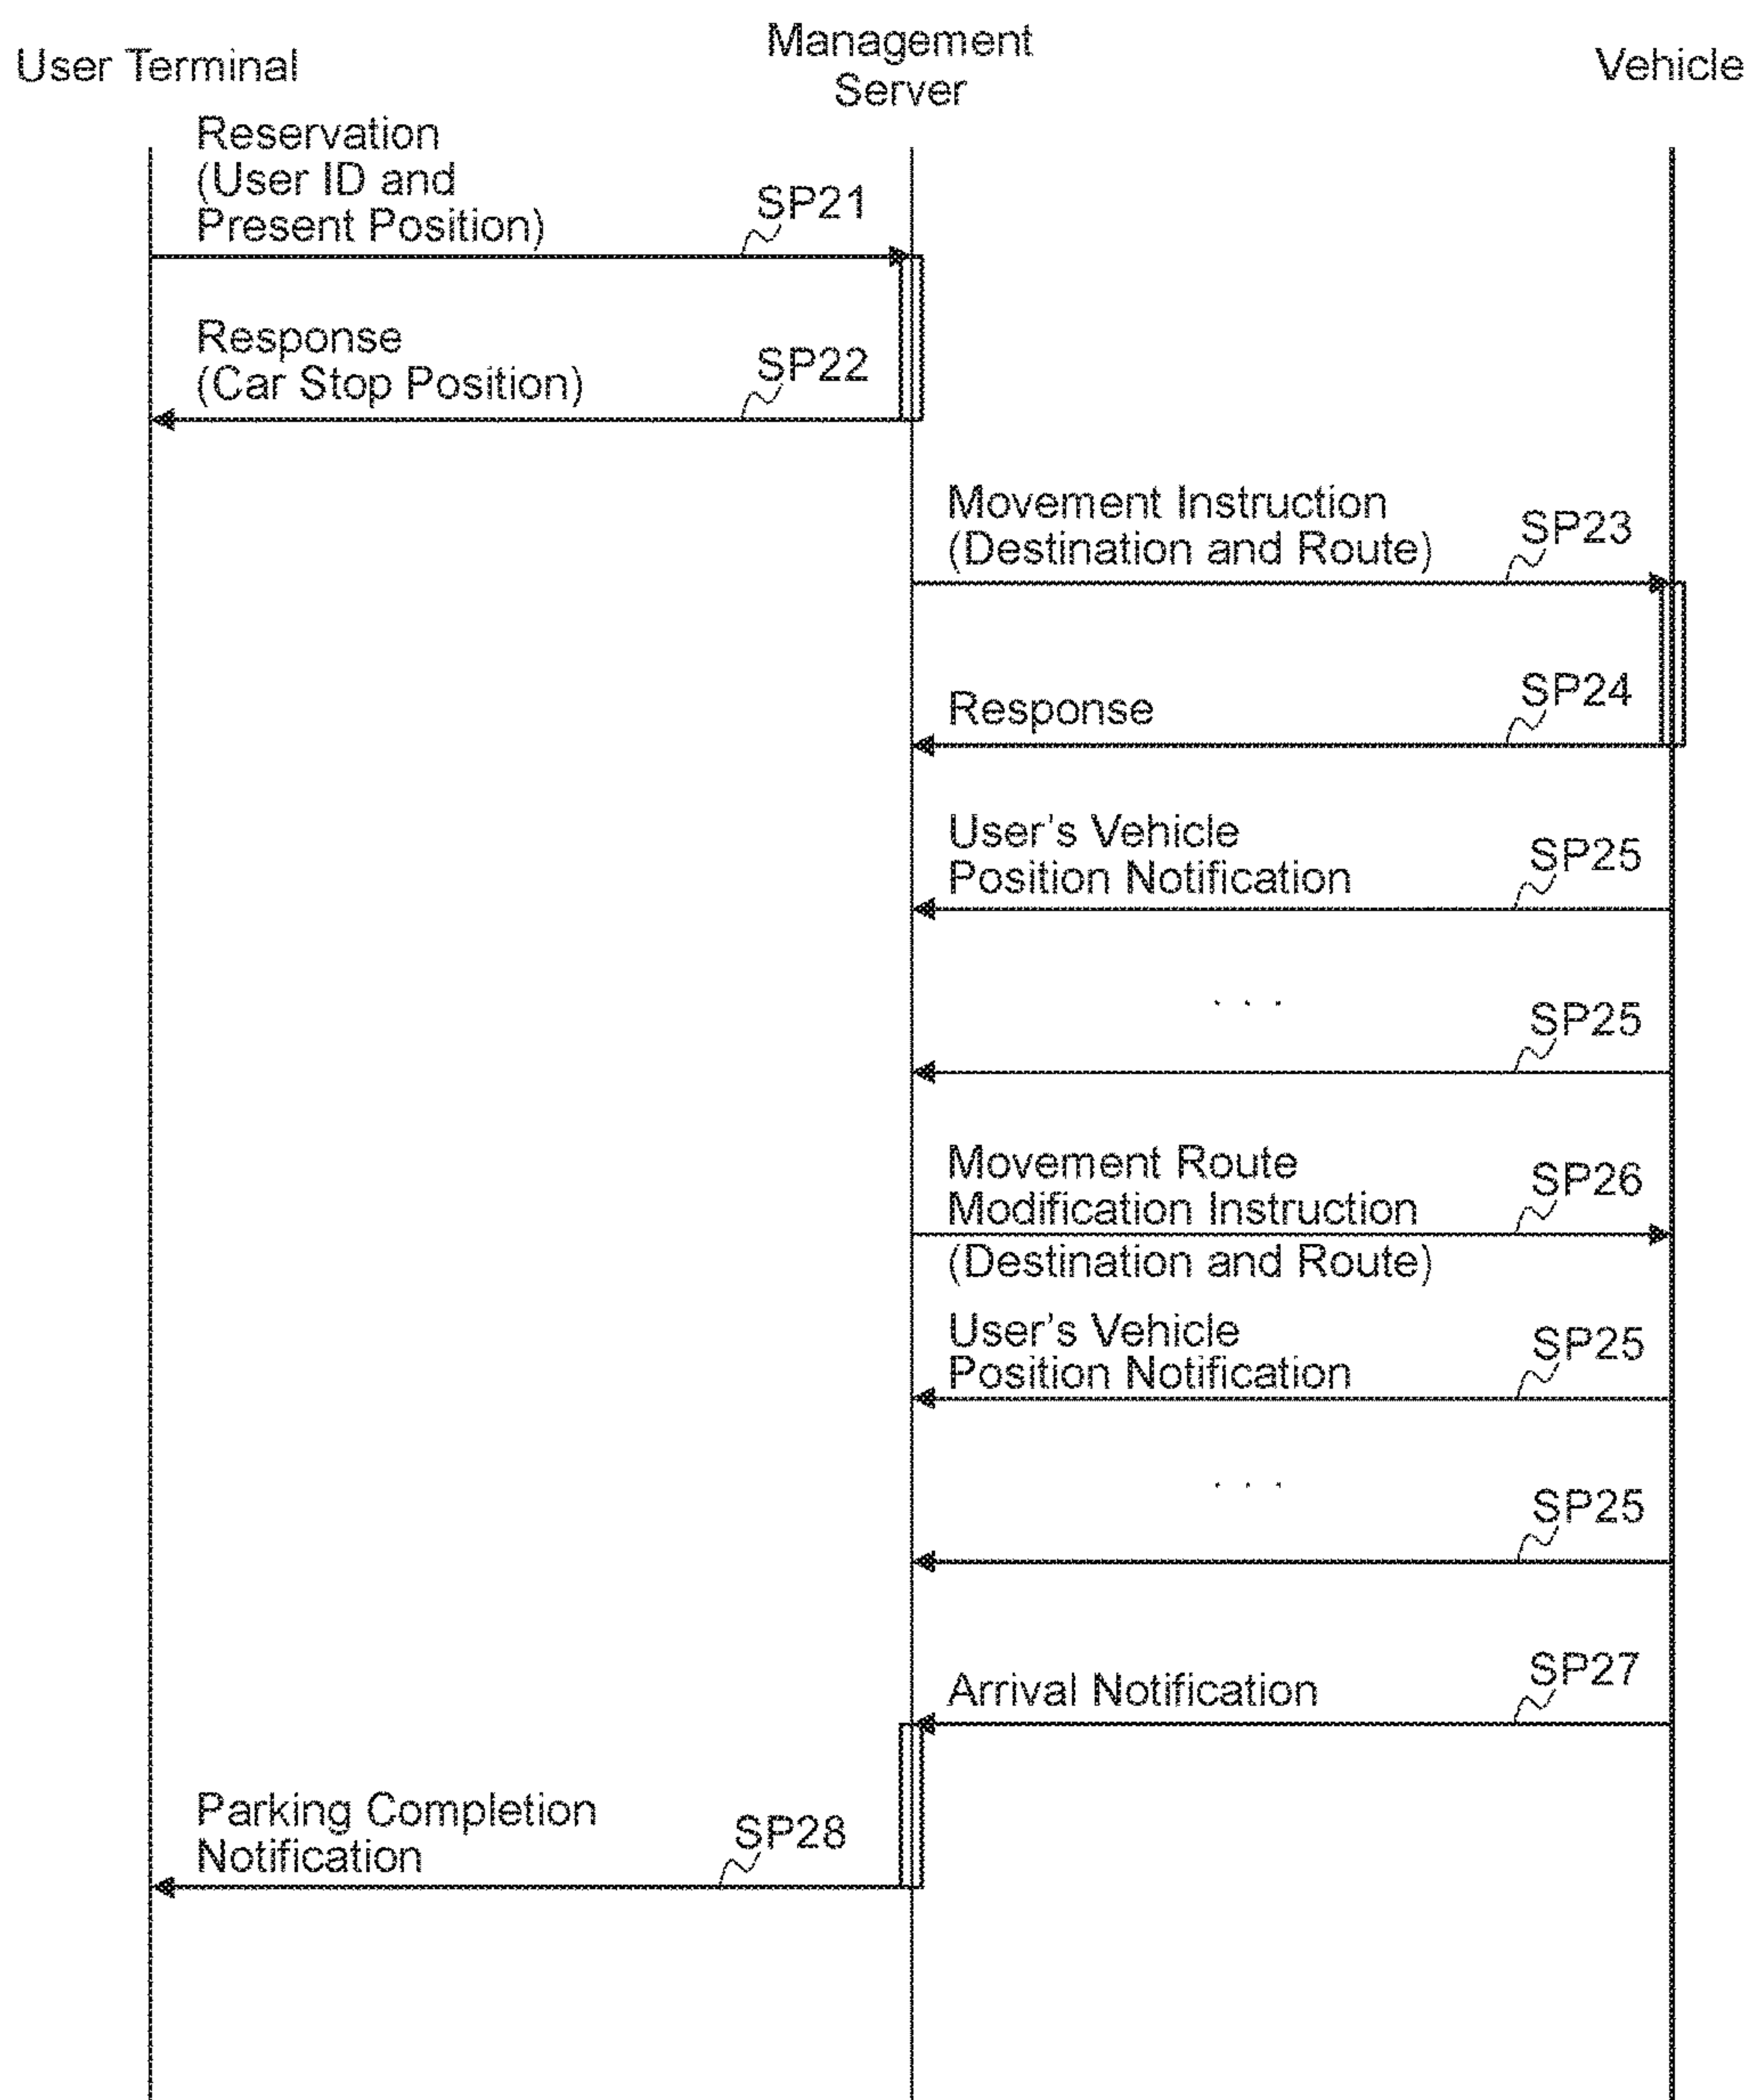 User Terminal
Management
Server
Vehicle
Reservation
(User ID and
Present Position)
SP21
Response
(Car Stop Position)
SP22
Movement Instruction
(Destination and Route)
SP23
Response
SP24
User's Vehicle
Position Notification
SP25
. . .
SP25
Movement Route
Modification Instruction
(Destination and Route)
SP26
User's Vehicle
Position Notification
SP25
. . .
SP25
Arrival Notification
SP27
Parking Completion
Notification
SP28